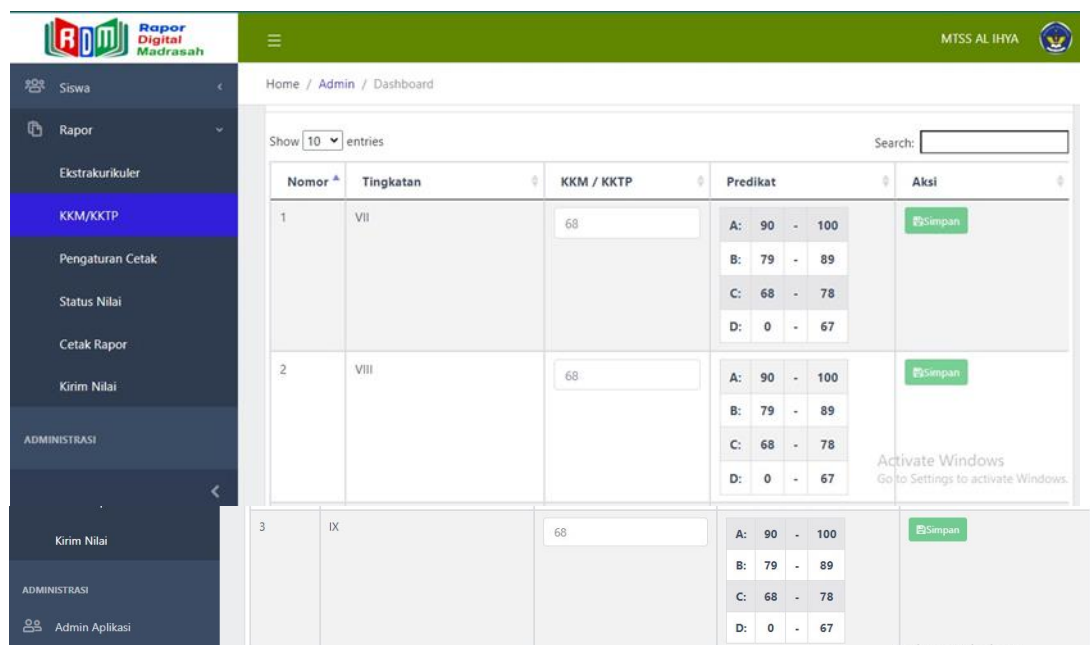 RDM Rapor Digital Madrasah
MTSS AL IHYA
Siswa
Rapor
Ekstrakurikuler
KKM/KKTP
Pengaturan Cetak
Status Nilai
Cetak Rapor
Kirim Nilai
ADMINISTRASI
Home / Admin / Dashboard
Show 10 entries
Search:
Nomor Tingkatan KKM / KKTP Predikat Aksi
1 VII 68 Simpan
A: 90 - 100
B: 79 - 89
C: 68 - 78
D: 0 - 67
2 VIII 68 Simpan
A: 90 - 100
B: 79 - 89
C: 68 - 78
D: 0 - 67
Activate Windows
Go to Settings to activate Windows.
Kirim Nilai
ADMINISTRASI
Admin Aplikasi
3 IX 68 Simpan
A: 90 - 100
B: 79 - 89
C: 68 - 78
D: 0 - 67